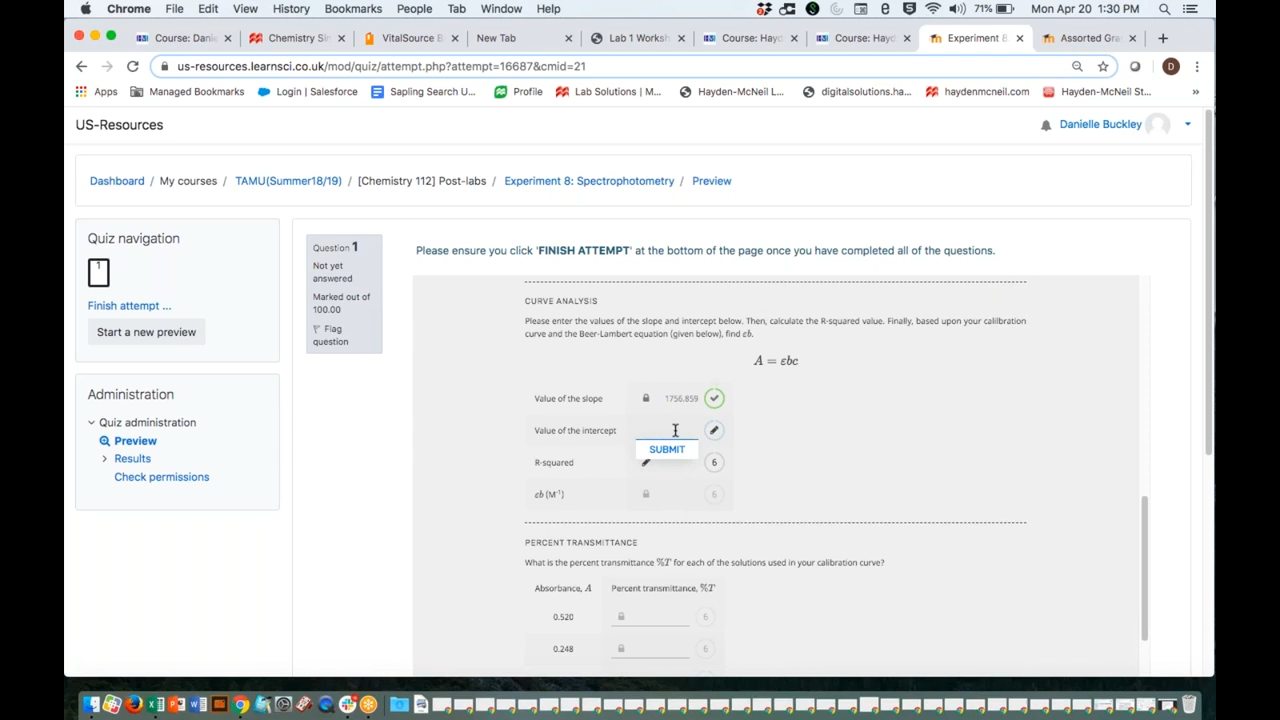 Chrome File Edit View History Bookmarks People Tab Window Help 71% Mon Apr 20 1:30 PM
Course: Danie Chemistry Sin VitalSource B New Tab Lab 1 Worksh Course: Hayd Course: Hayd Experiment 8 Assorted Gra
us-resources.learnsci.co.uk/mod/quiz/attempt.php?attempt=16687&cmid=21
Apps Managed Bookmarks Login | Salesforce Sapling Search U... Profile Lab Solutions | M... Hayden-McNeil L... digitalsolutions.ha... haydenmcneil.com Hayden-McNeil St...
US-Resources
Danielle Buckley
Dashboard / My courses / TAMU(Summer18/19) / [Chemistry 112] Post-labs / Experiment 8: Spectrophotometry / Preview
Quiz navigation
1
Finish attempt ...
Start a new preview
Administration
Quiz administration
Preview
Results
Check permissions
Question 1
Not yet
answered
Marked out of
100.00
Flag
question
Please ensure you click 'FINISH ATTEMPT' at the bottom of the page once you have completed all of the questions.
CURVE ANALYSIS
Please enter the values of the slope and intercept below. Then, calculate the R-squared value. Finally, based upon your calilbration
curve and the Beer-Lambert equation (given below), find εb.
A = εbc
Value of the slope 1756.859
Value of the intercept
SUBMIT
R-squared 6
εb (M⁻¹) 6
PERCENT TRANSMITTANCE
What is the percent transmittance %T for each of the solutions used in your calibration curve?
Absorbance, A Percent transmittance, %T
0.520 6
0.248 6